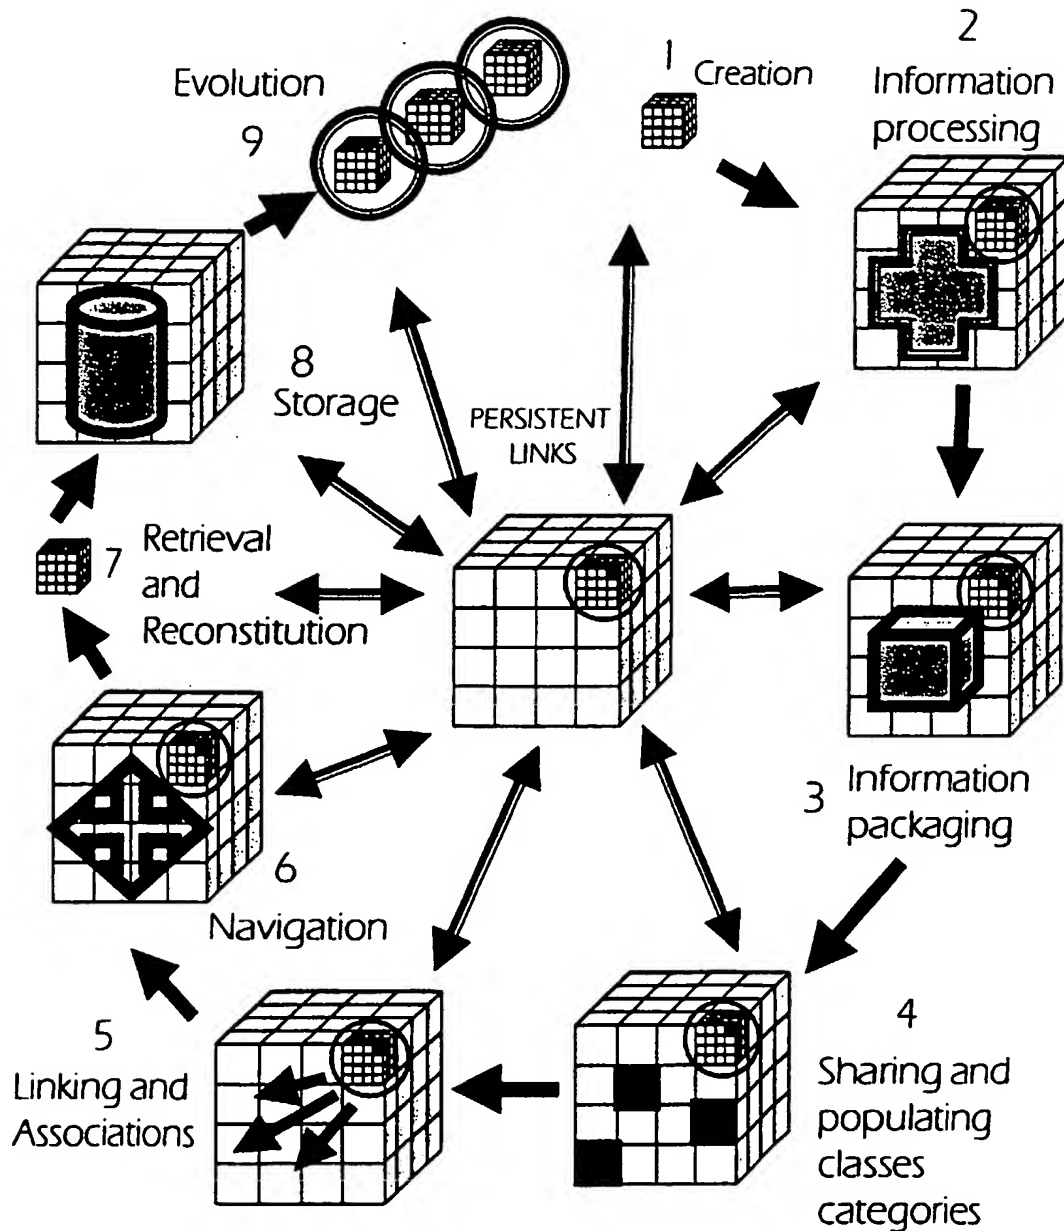 1 Creation
2
Information
processing
3 Information
packaging
4
Sharing and
populating
classes
categories
5
Linking and
Associations
6
Navigation
7 Retrieval
and
Reconstitution
8
Storage
Evolution
9
PERSISTENT
LINKS